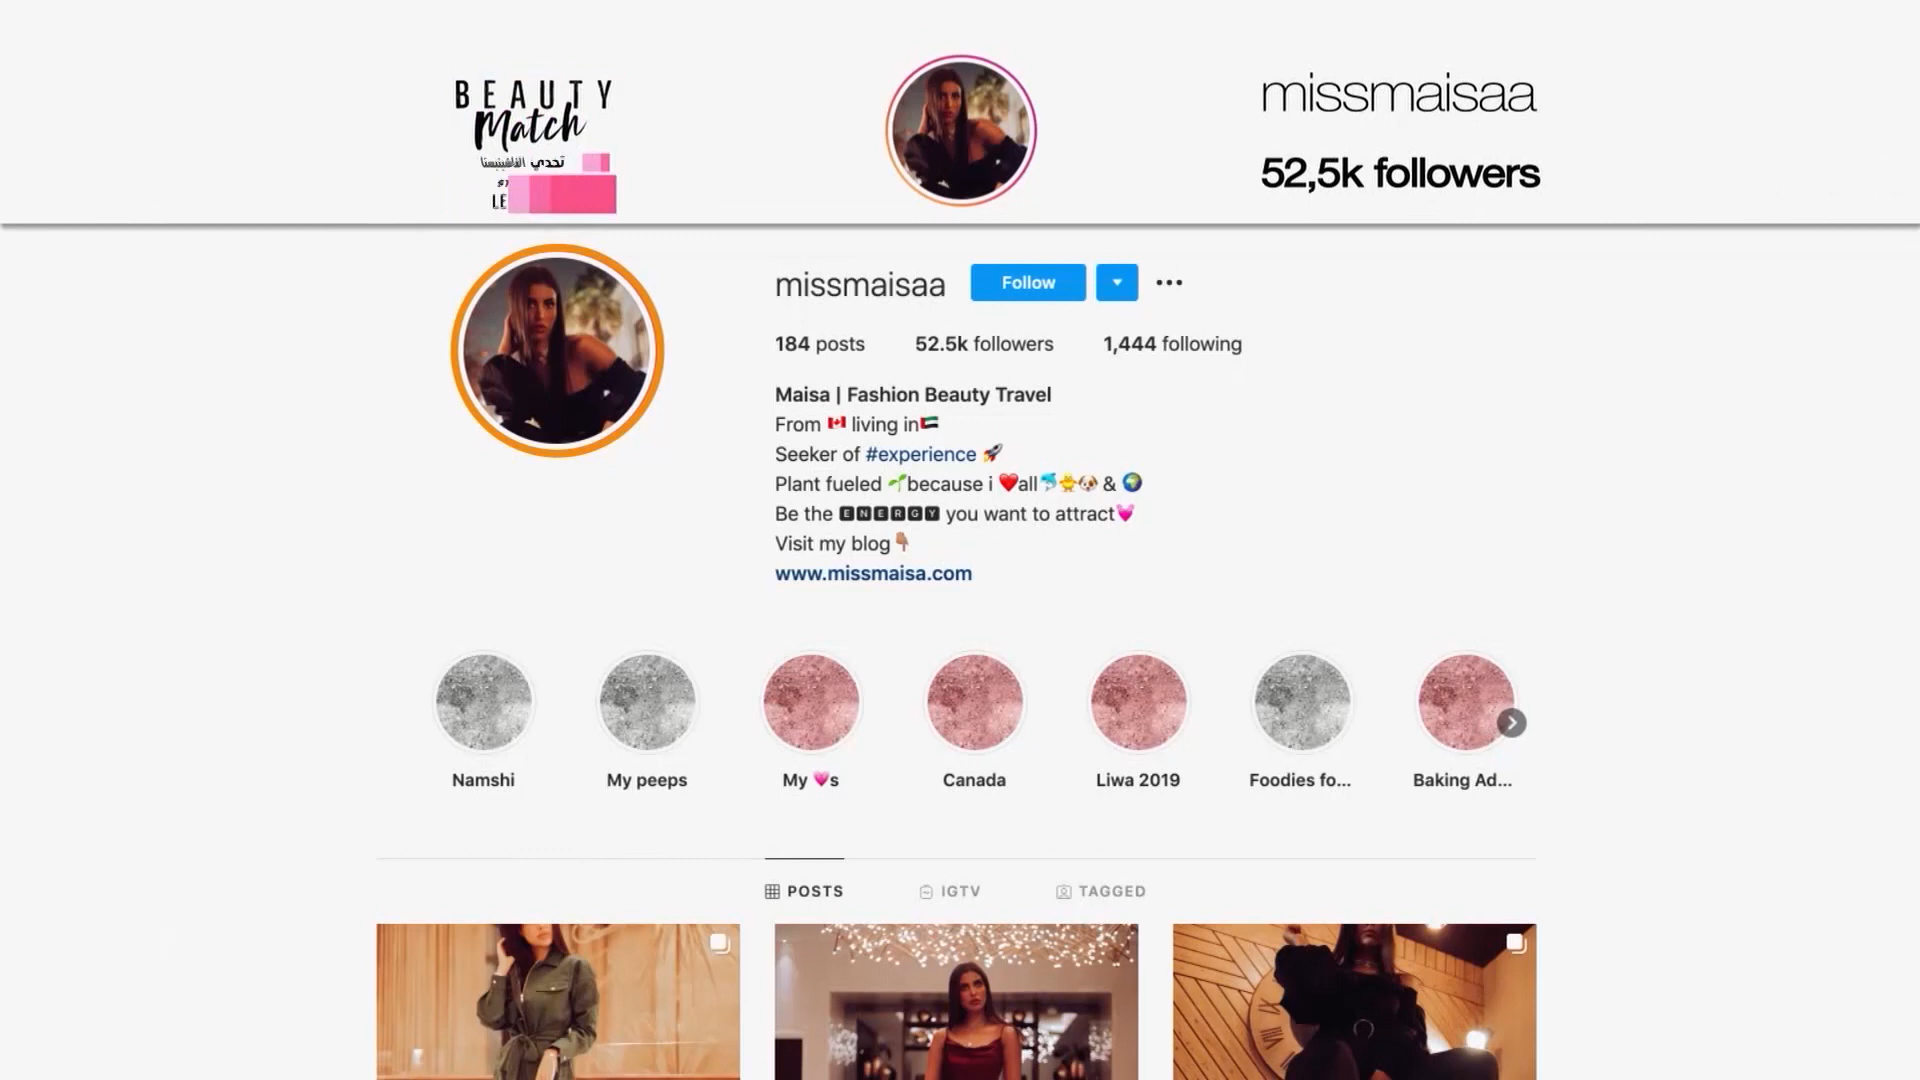 BEAUTY
Match
تحدي الفاشينيستا
LE
missmaisaa
52,5k followers
missmaisaa Follow
184 posts 52.5k followers 1,444 following
Maisa | Fashion Beauty Travel
From 🇨🇦 living in🇦🇪
Seeker of #experience 🚀
Plant fueled 🌱because i ❤️all🐬🐥🐶 & 🌍
Be the 🅴🅽🅴🆁🅶🆈 you want to attract💓
Visit my blog👇🏽
www.missmaisa.com
Namshi My peeps My 💗s Canada Liwa 2019 Foodies fo... Baking Ad...
POSTS IGTV TAGGED